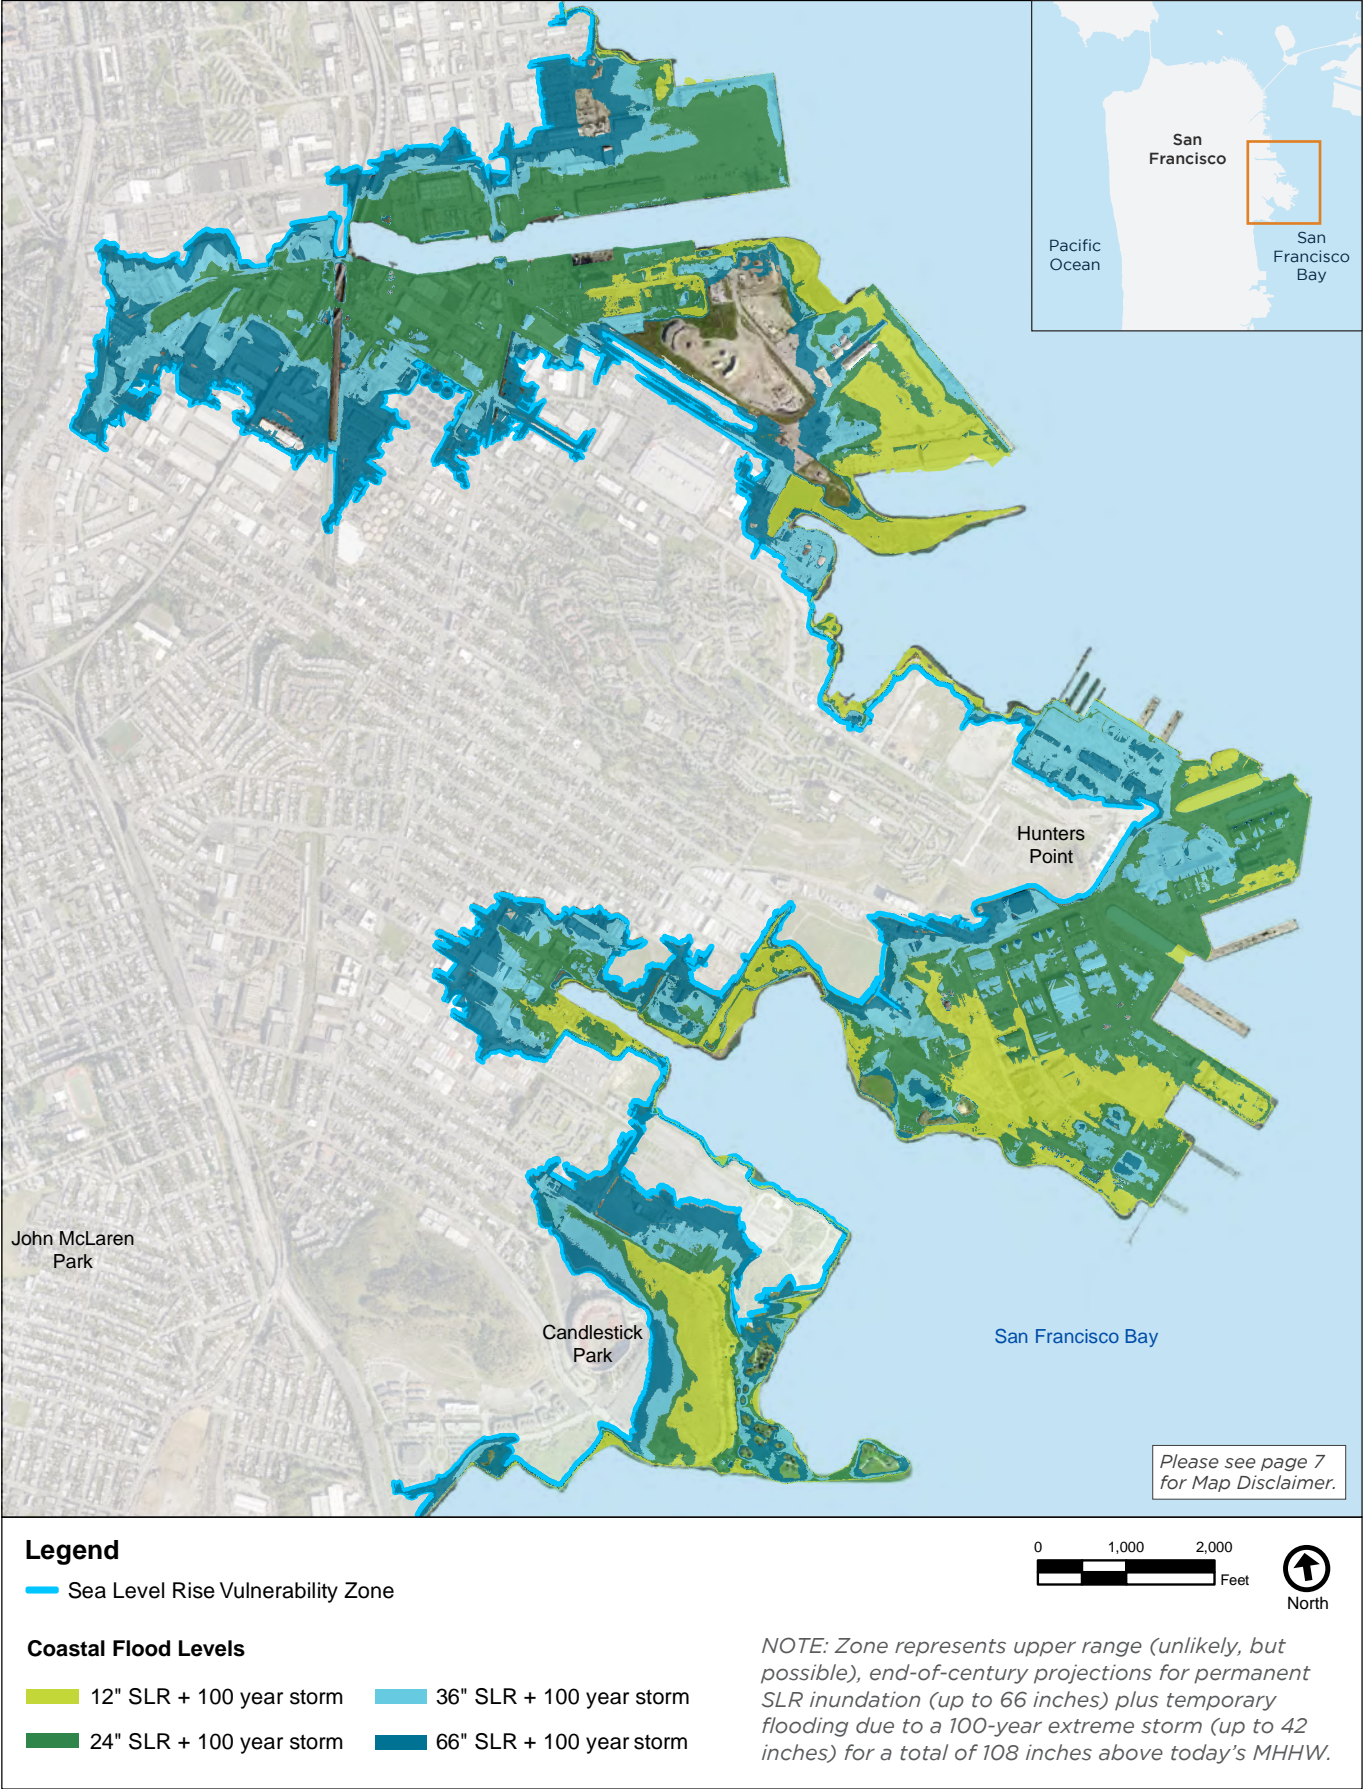 San
Francisco
Pacific
Ocean
San
Francisco
Bay
Hunters
Point
John McLaren
Park
Candlestick
Park
San Francisco Bay
Please see page 7
for Map Disclaimer.
Legend
Sea Level Rise Vulnerability Zone
Coastal Flood Levels
12" SLR + 100 year storm
36" SLR + 100 year storm
24" SLR + 100 year storm
66" SLR + 100 year storm
0 1,000 2,000
Feet
North
NOTE: Zone represents upper range (unlikely, but
possible), end-of-century projections for permanent
SLR inundation (up to 66 inches) plus temporary
flooding due to a 100-year extreme storm (up to 42
inches) for a total of 108 inches above today's MHHW.